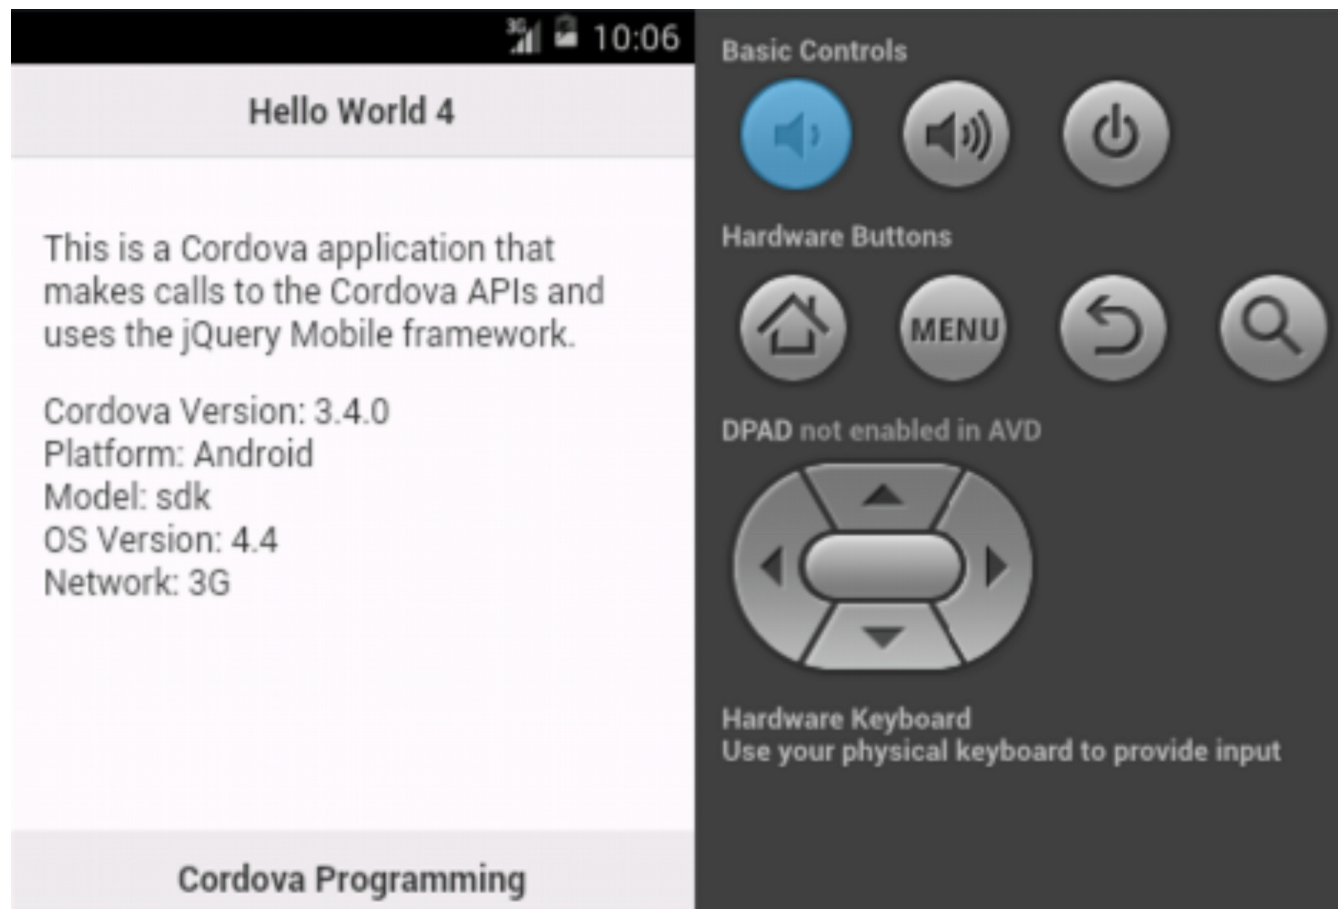 3G 10:06
Hello World 4
This is a Cordova application that
makes calls to the Cordova APIs and
uses the jQuery Mobile framework.
Cordova Version: 3.4.0
Platform: Android
Model: sdk
OS Version: 4.4
Network: 3G
Cordova Programming
Basic Controls
Hardware Buttons
MENU
DPAD not enabled in AVD
Hardware Keyboard
Use your physical keyboard to provide input